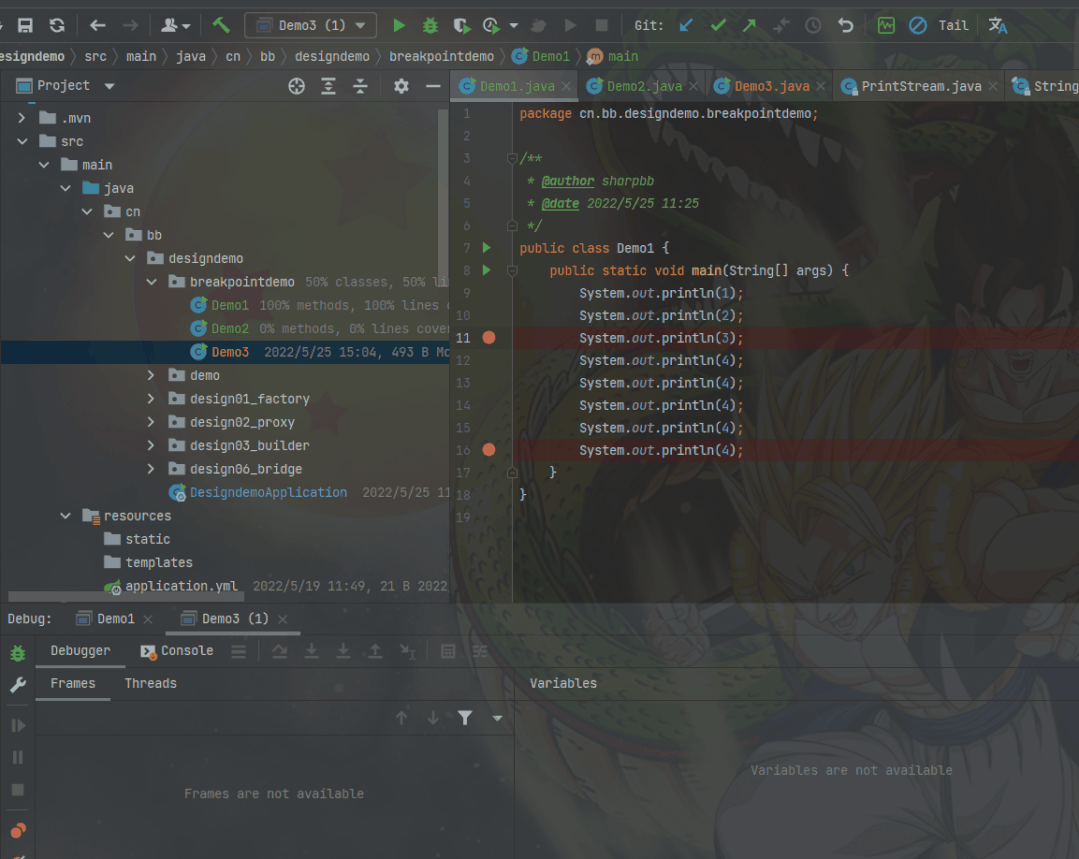 Demo3 (1) Git: Tail
esigndemo src main java cn bb designdemo breakpointdemo Demo1 main
Project Demo1.java Demo2.java Demo3.java PrintStream.java String
.mvn
src
main
java
cn
bb
designdemo
breakpointdemo 50% classes, 50% li
Demo1 100% methods, 100% lines c
Demo2 0% methods, 0% lines cover
Demo3 2022/5/25 15:04, 493 B Mo
demo
design01_factory
design02_proxy
design03_builder
design06_bridge
DesigndemoApplication 2022/5/25 11
resources
static
templates
application.yml 2022/5/19 11:49, 21 B 2022
1 package cn.bb.designdemo.breakpointdemo;
2
3 /**
4 * @author sharpbb
5 * @date 2022/5/25 11:25
6 */
7 public class Demo1 {
8 public static void main(String[] args) {
9 System.out.println(1);
10 System.out.println(2);
11 System.out.println(3);
12 System.out.println(4);
13 System.out.println(4);
14 System.out.println(4);
15 System.out.println(4);
16 System.out.println(4);
17 }
18 }
19
Debug: Demo1 Demo3 (1)
Debugger Console
Frames Threads Variables
Frames are not available
Variables are not available